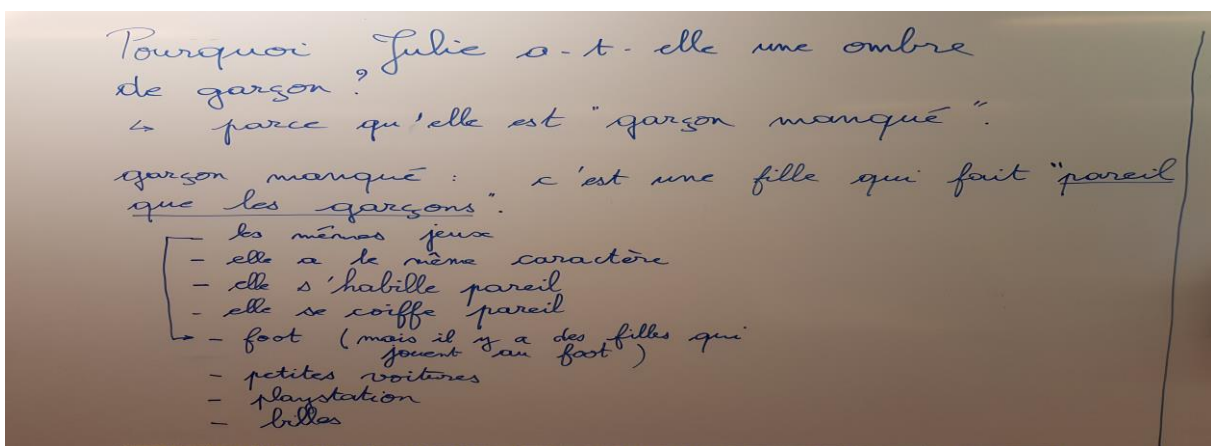 Pourquoi Julie a-t-elle une ombre
de garçon ?
↳ parce qu'elle est "garçon manqué".
garçon manqué : c'est une fille qui fait "pareil
que les garçons".
- les mêmes jeux
- elle a le même caractère
- elle s'habille pareil
- elle se coiffe pareil
- foot (mais il y a des filles qui
jouent au foot)
- petites voitures
- playstation
- billes